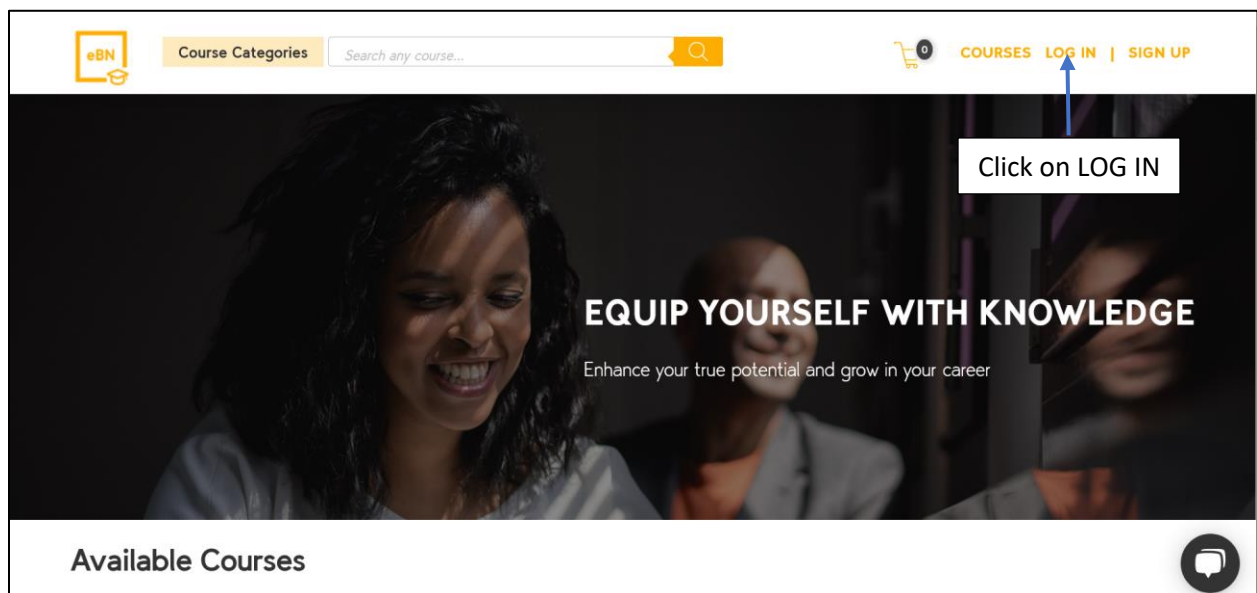 eBN
Course Categories
Search any course...
0
COURSES LOG IN | SIGN UP
Click on LOG IN
EQUIP YOURSELF WITH KNOWLEDGE
Enhance your true potential and grow in your career
Available Courses